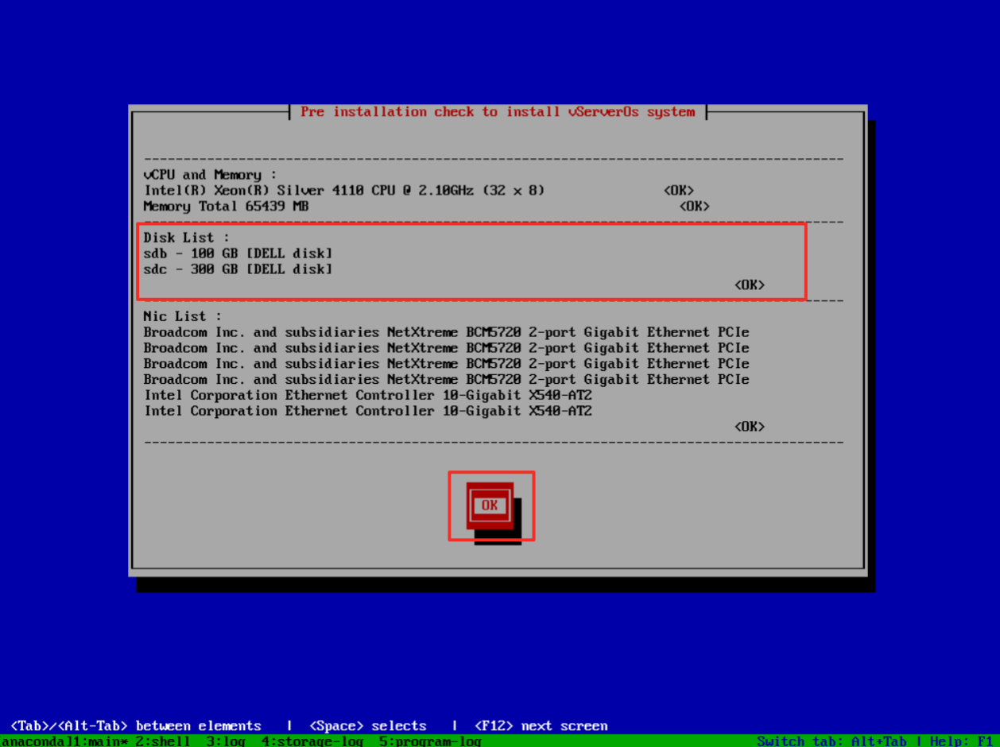 Pre installation check to install vServerOs system
--------------------------------------------------------------------------------
vCPU and Memory :
Intel(R) Xeon(R) Silver 4110 CPU @ 2.10GHz (32 x 8) <OK>
Memory Total 65439 MB <OK>
--------------------------------------------------------------------------------
Disk List :
sdb - 100 GB [DELL disk]
sdc - 300 GB [DELL disk]
<OK>
--------------------------------------------------------------------------------
Nic List :
Broadcom Inc. and subsidiaries NetXtreme BCM5720 2-port Gigabit Ethernet PCIe
Broadcom Inc. and subsidiaries NetXtreme BCM5720 2-port Gigabit Ethernet PCIe
Broadcom Inc. and subsidiaries NetXtreme BCM5720 2-port Gigabit Ethernet PCIe
Broadcom Inc. and subsidiaries NetXtreme BCM5720 2-port Gigabit Ethernet PCIe
Intel Corporation Ethernet Controller 10-Gigabit X540-AT2
Intel Corporation Ethernet Controller 10-Gigabit X540-AT2
<OK>
--------------------------------------------------------------------------------
OK
<Tab>/<Alt-Tab> between elements | <Space> selects | <F12> next screen
[anaconda]1:main* 2:shell 3:log 4:storage-log 5:program-log Switch tab: Alt+Tab | Help: F1